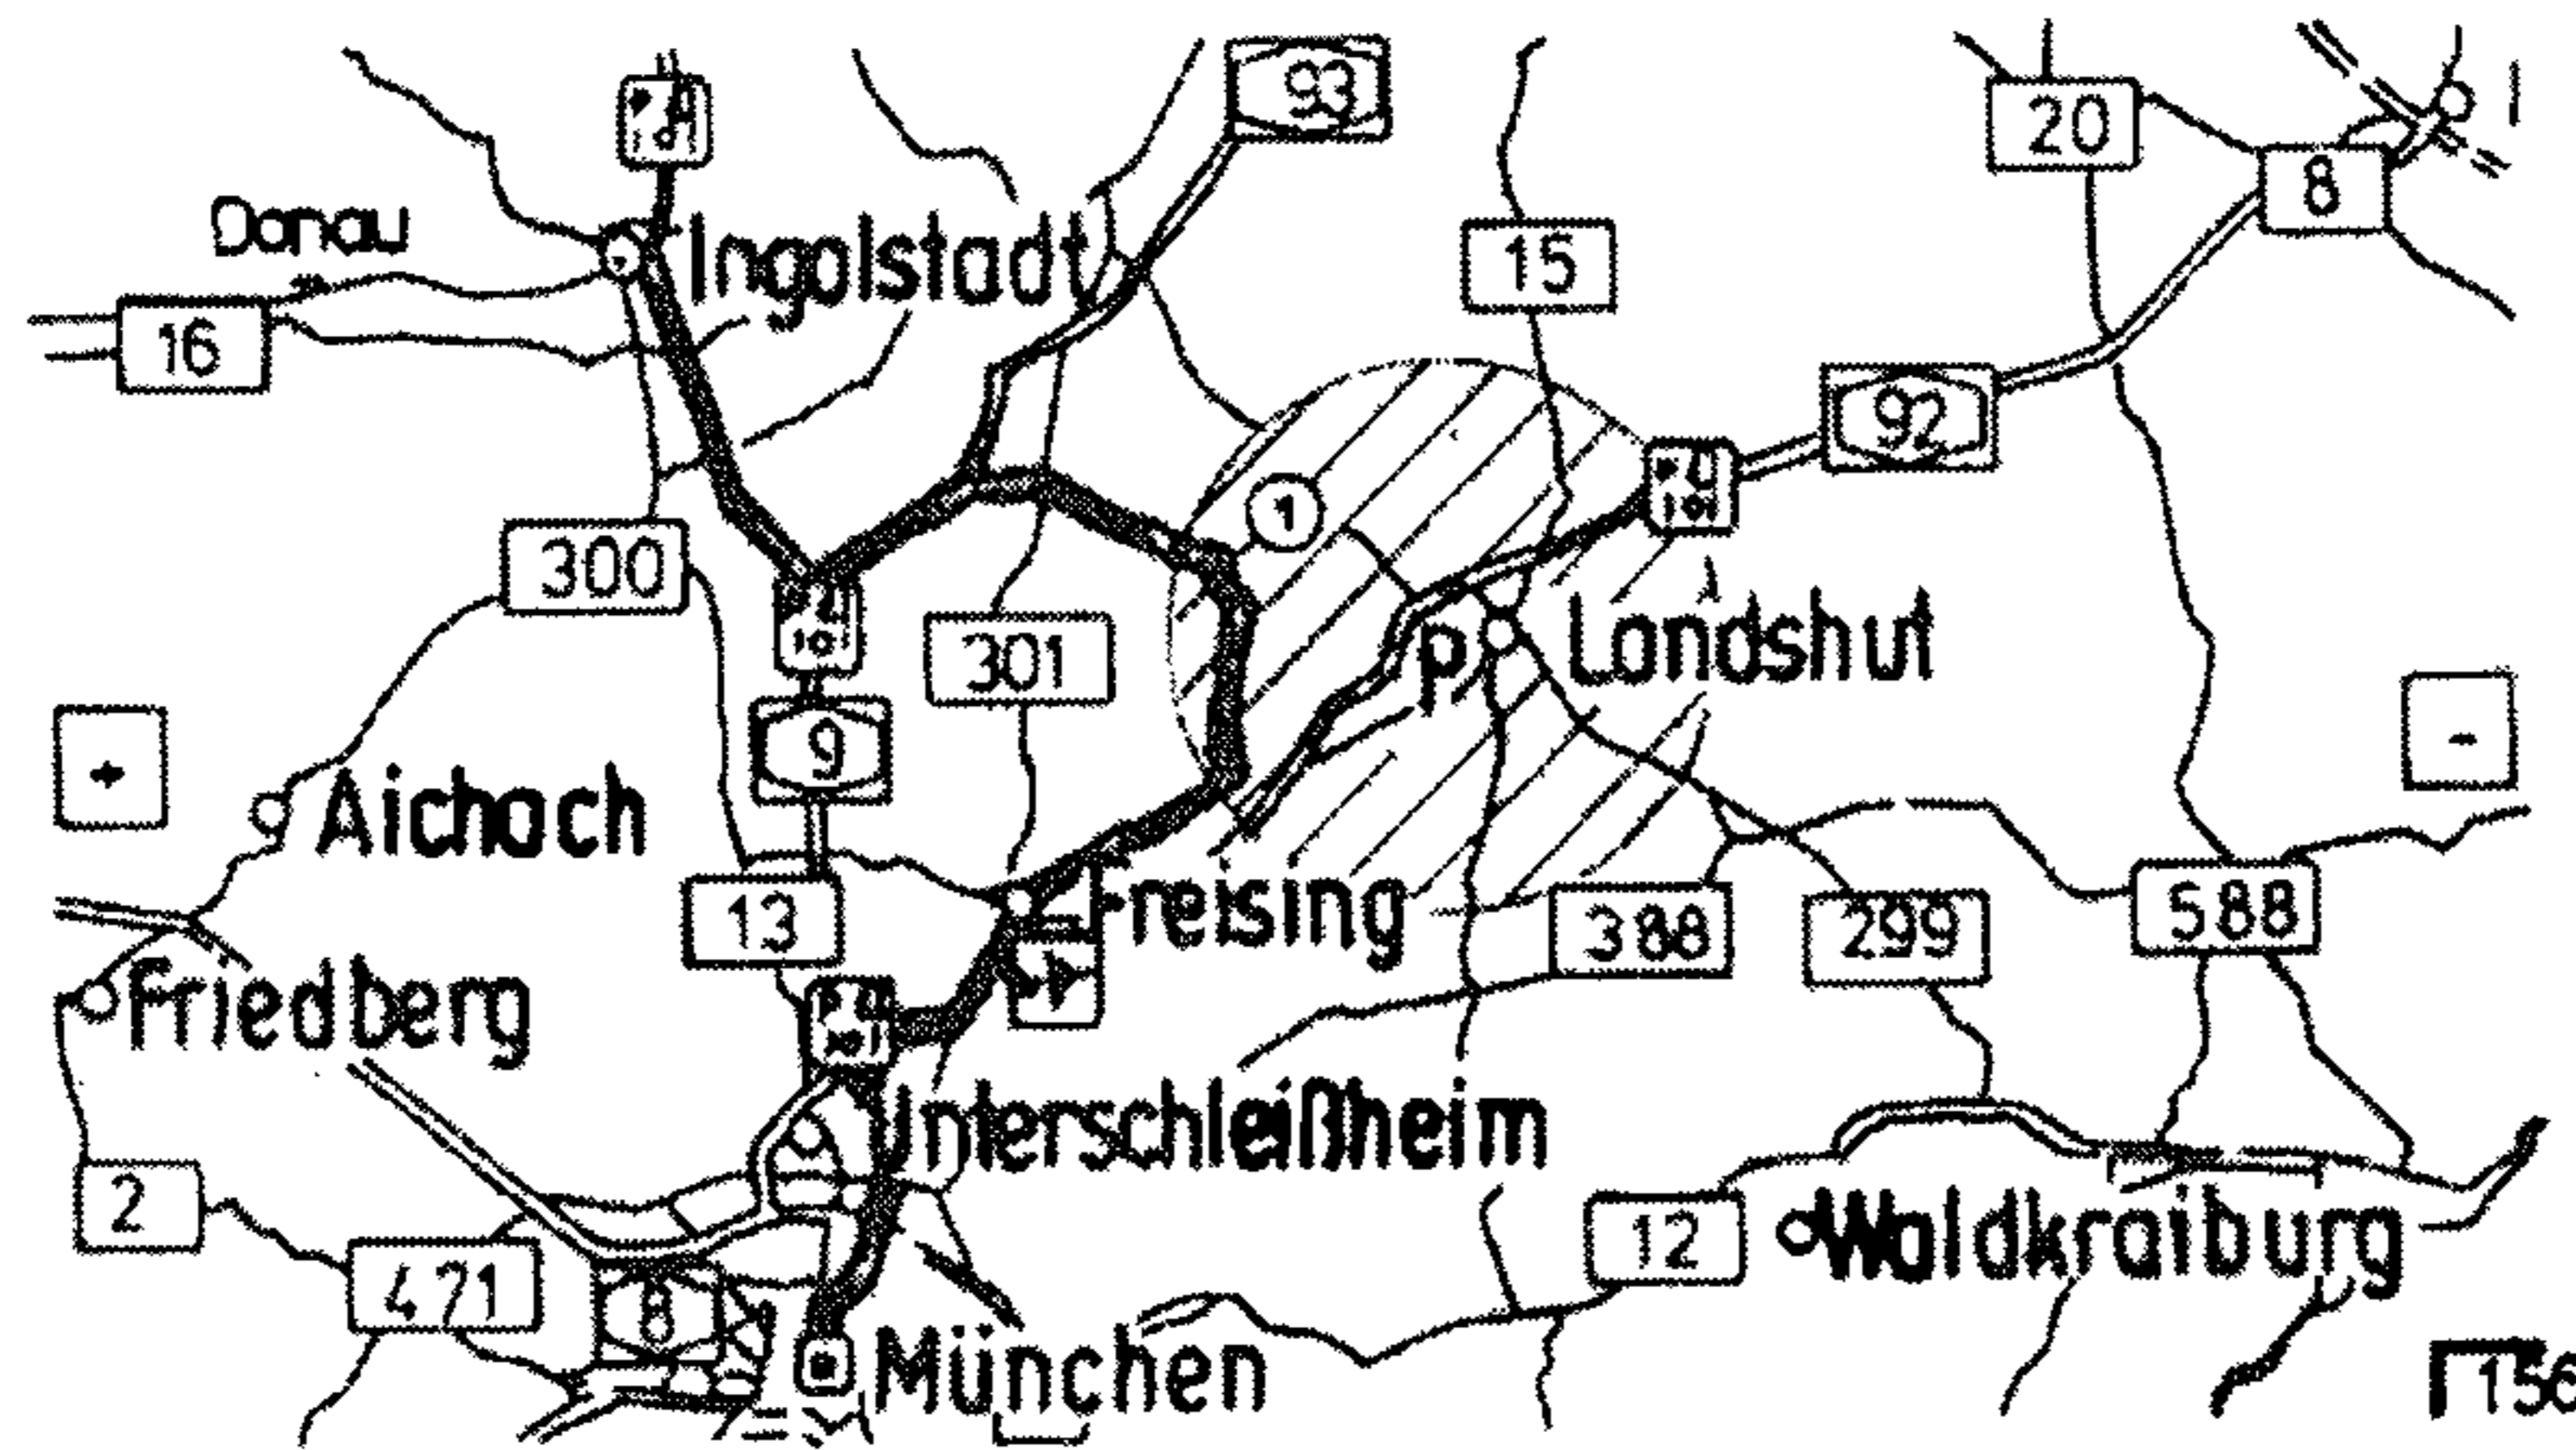 93
20
8
Donau
Ingolstadt
15
16
92
1
300
301
Landshut
P
9
+
-
Aichach
13
Freising
388
299
588
Friedberg
Unterschleißheim
2
12
Waldkraiburg
471
8
München
156